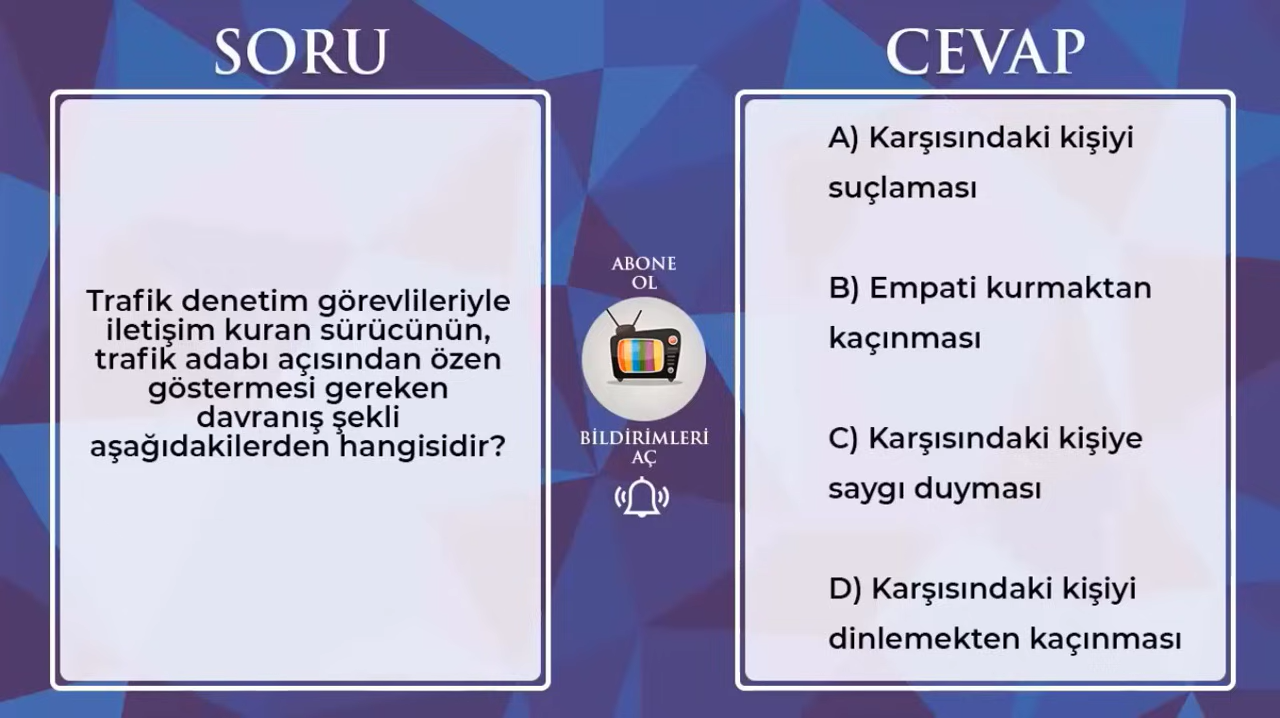 SORU
Trafik denetim görevlileriyle
iletişim kuran sürücünün,
trafik adabı açısından özen
göstermesi gereken
davranış şekli
aşağıdakilerden hangisidir?
ABONE
OL
BİLDİRİMLERİ
AÇ
CEVAP
A) Karşısındaki kişiyi
suçlaması
B) Empati kurmaktan
kaçınması
C) Karşısındaki kişiye
saygı duyması
D) Karşısındaki kişiyi
dinlemekten kaçınması